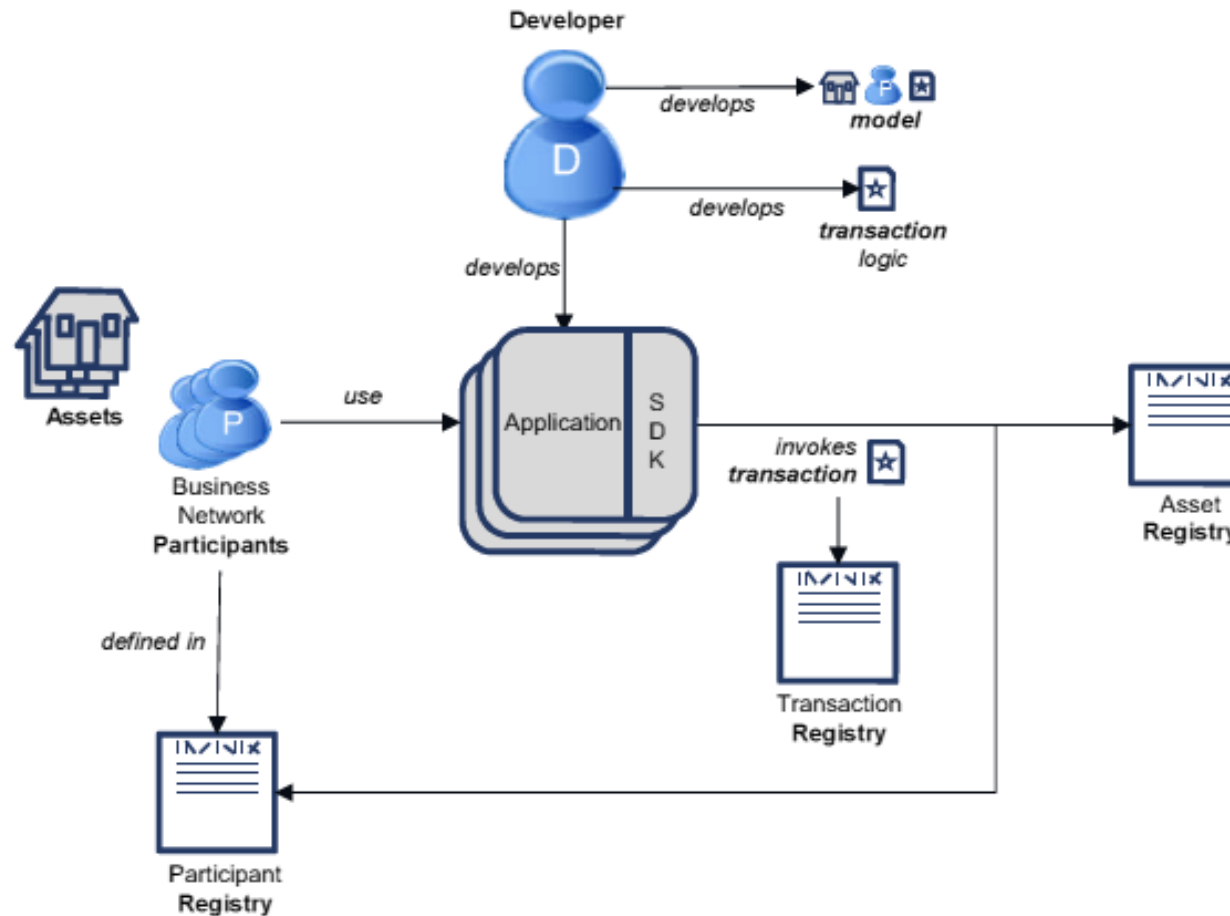 Developer
D
develops
P
model
develops
transaction
logic
develops
Assets
P
use
Business
Network
Participants
Application
S
D
K
invokes
transaction
Asset
Registry
defined in
Transaction
Registry
Participant
Registry